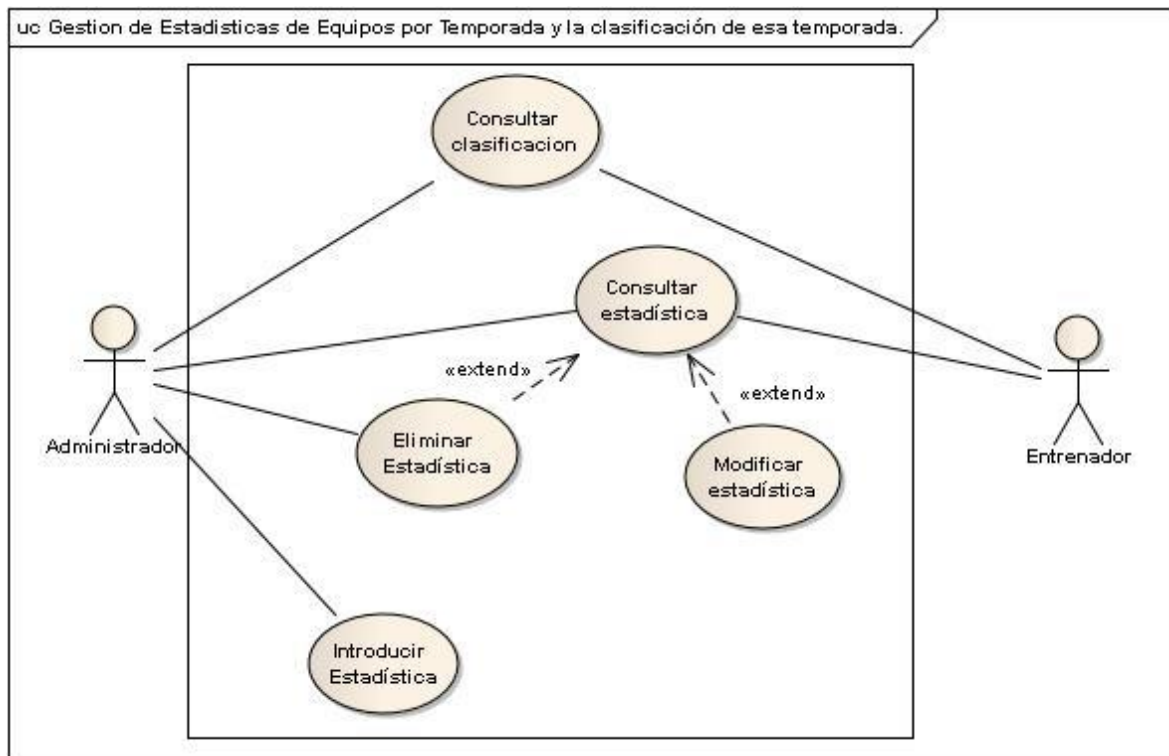 uc Gestion de Estadisticas de Equipos por Temporada y la clasificación de esa temporada.
Consultar
clasificacion
Consultar
estadística
«extend»
«extend»
Administrador
Eliminar
Estadística
Modificar
estadística
Entrenador
Introducir
Estadística